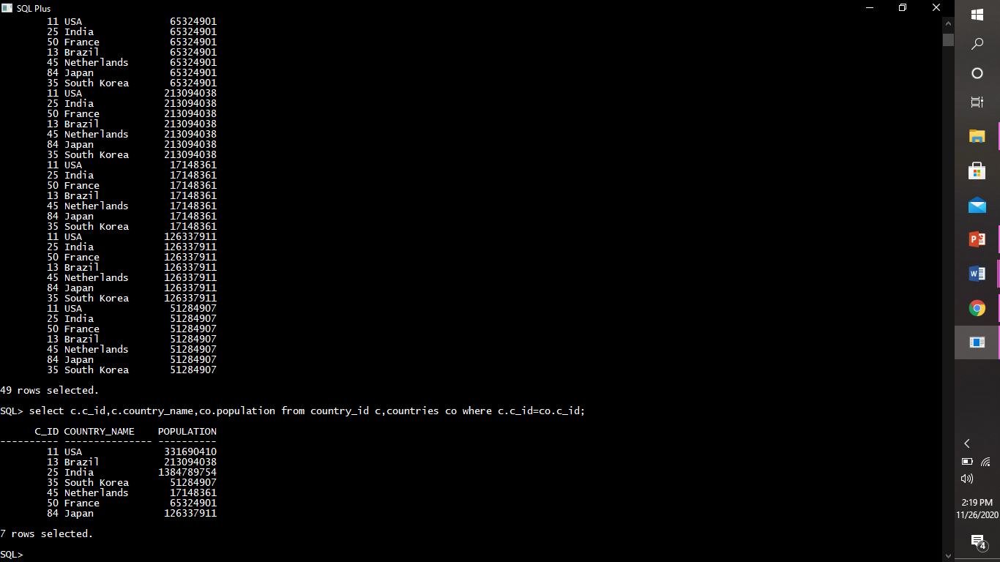 SQL Plus
11 USA 65324901
25 India 65324901
50 France 65324901
13 Brazil 65324901
45 Netherlands 65324901
84 Japan 65324901
35 South Korea 65324901
11 USA 213094038
25 India 213094038
50 France 213094038
13 Brazil 213094038
45 Netherlands 213094038
84 Japan 213094038
35 South Korea 213094038
11 USA 17148361
25 India 17148361
50 France 17148361
13 Brazil 17148361
45 Netherlands 17148361
84 Japan 17148361
35 South Korea 17148361
11 USA 126337911
25 India 126337911
50 France 126337911
13 Brazil 126337911
45 Netherlands 126337911
84 Japan 126337911
35 South Korea 126337911
11 USA 51284907
25 India 51284907
50 France 51284907
13 Brazil 51284907
45 Netherlands 51284907
84 Japan 51284907
35 South Korea 51284907
49 rows selected.
SQL> select c.c_id,c.country_name,co.population from country_id c,countries co where c.c_id=co.c_id;
C_ID COUNTRY_NAME POPULATION
---------- --------------- ----------
11 USA 331690410
13 Brazil 213094038
25 India 1384789754
35 South Korea 51284907
45 Netherlands 17148361
50 France 65324901
84 Japan 126337911
7 rows selected.
SQL>
P
W
2:19 PM
11/26/2020
4